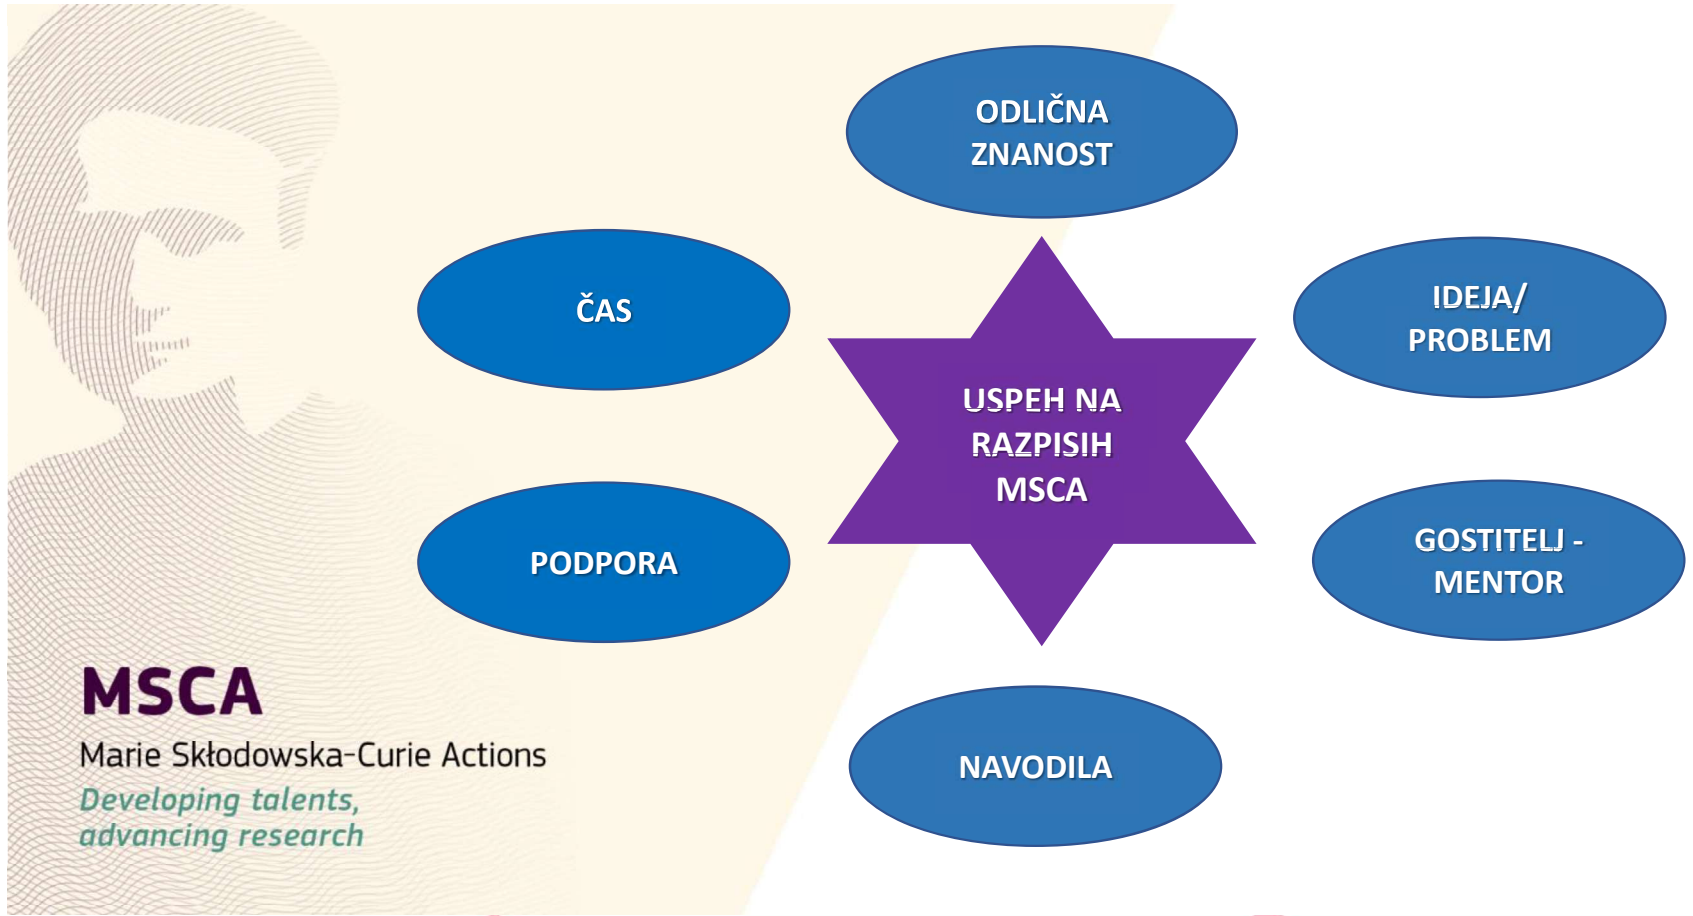 ODLIČNA
ZNANOST
ČAS
IDEJA/
PROBLEM
USPEH NA
RAZPISIH
MSCA
PODPORA
GOSTITELJ -
MENTOR
NAVODILA
MSCA
Marie Skłodowska-Curie Actions
Developing talents,
advancing research